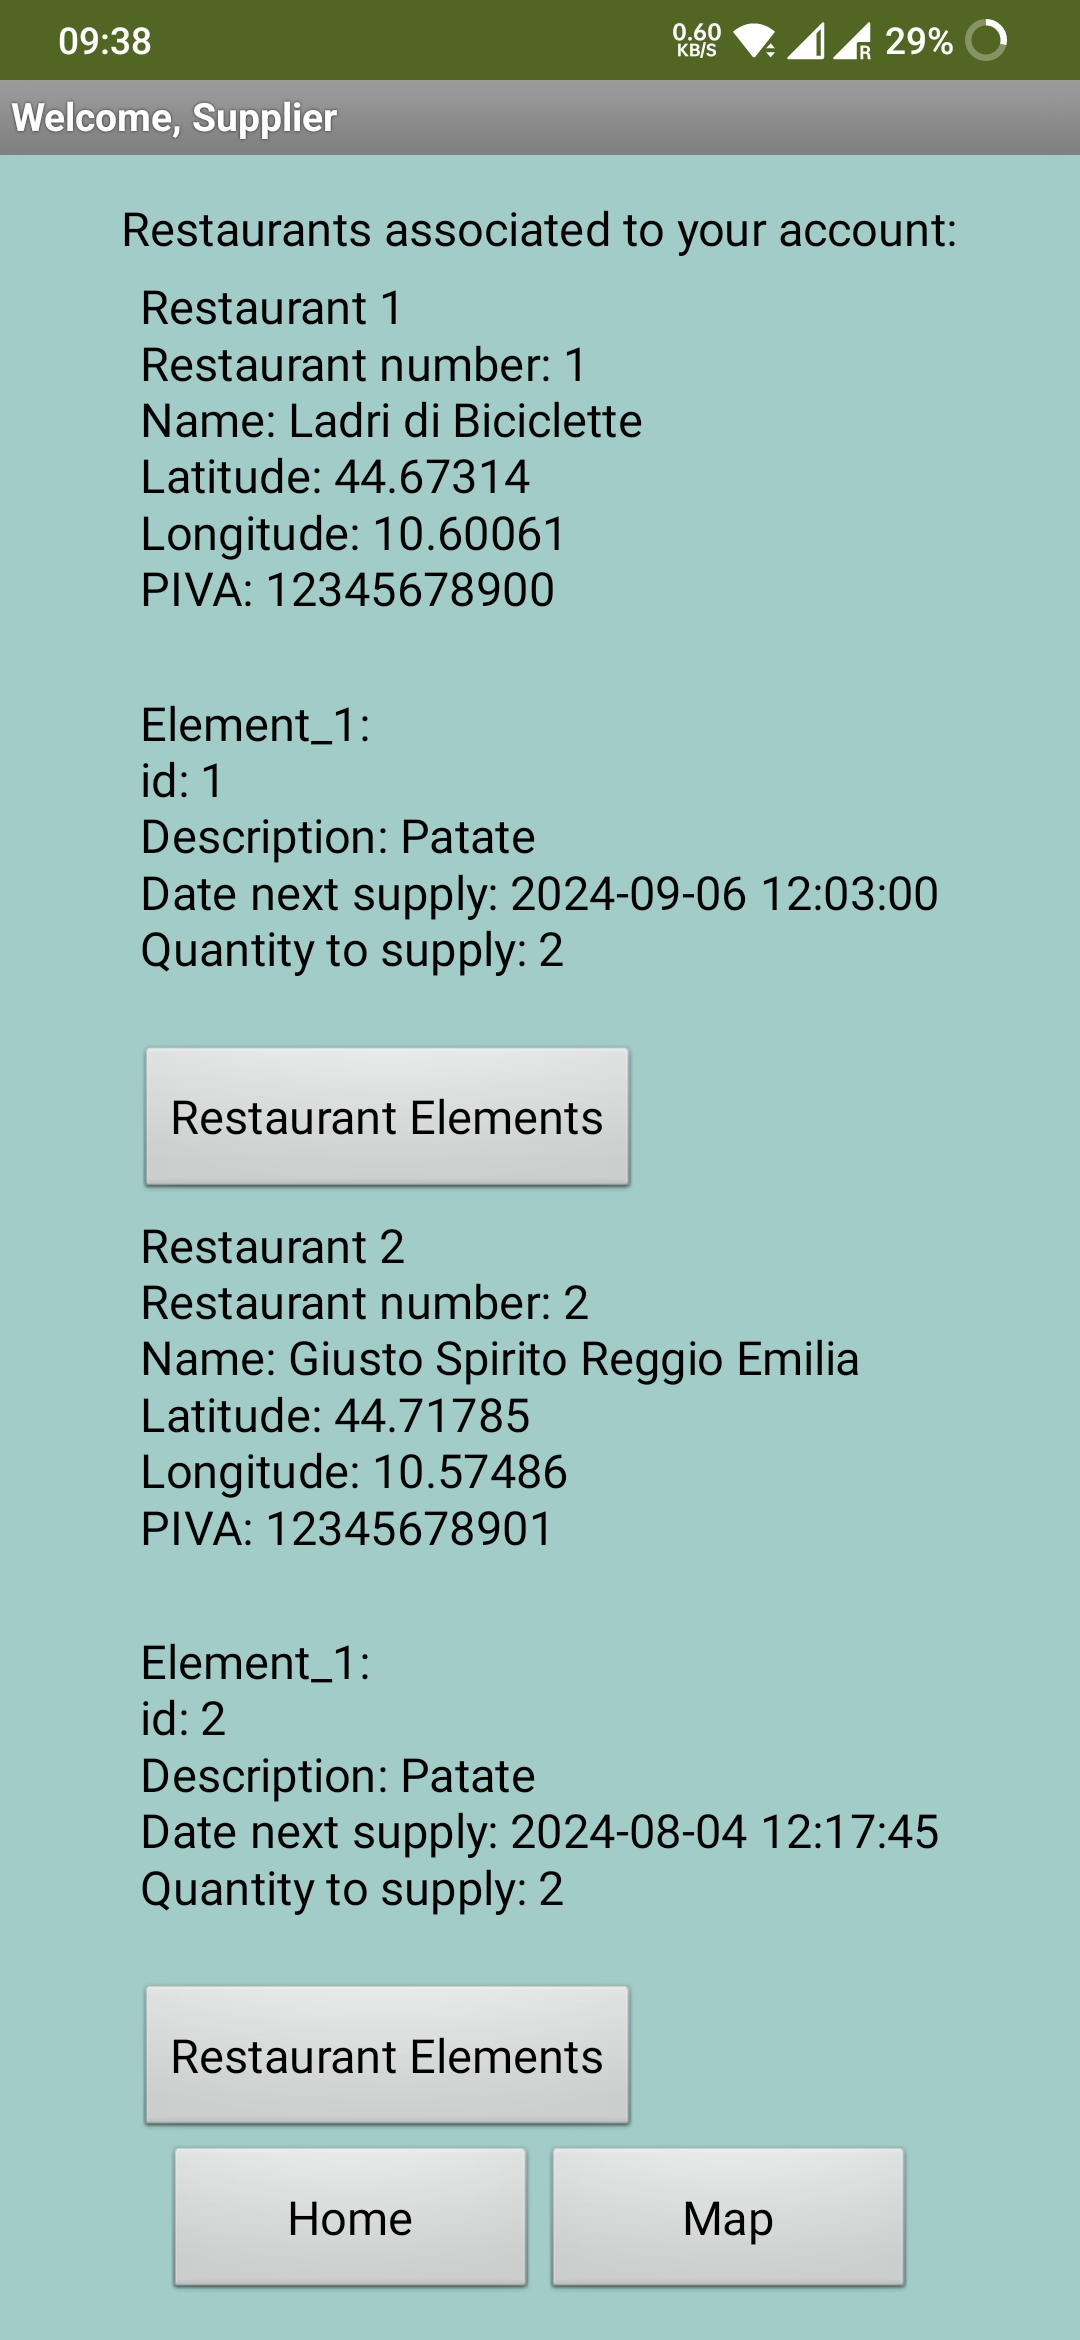 09:38
0.60
KB/S
R
29%
Welcome, Supplier
Restaurants associated to your account:
Restaurant 1
Restaurant number: 1
Name: Ladri di Biciclette
Latitude: 44.67314
Longitude: 10.60061
PIVA: 12345678900
Element_1:
id: 1
Description: Patate
Date next supply: 2024-09-06 12:03:00
Quantity to supply: 2
Restaurant Elements
Restaurant 2
Restaurant number: 2
Name: Giusto Spirito Reggio Emilia
Latitude: 44.71785
Longitude: 10.57486
PIVA: 12345678901
Element_1:
id: 2
Description: Patate
Date next supply: 2024-08-04 12:17:45
Quantity to supply: 2
Restaurant Elements
Home
Map